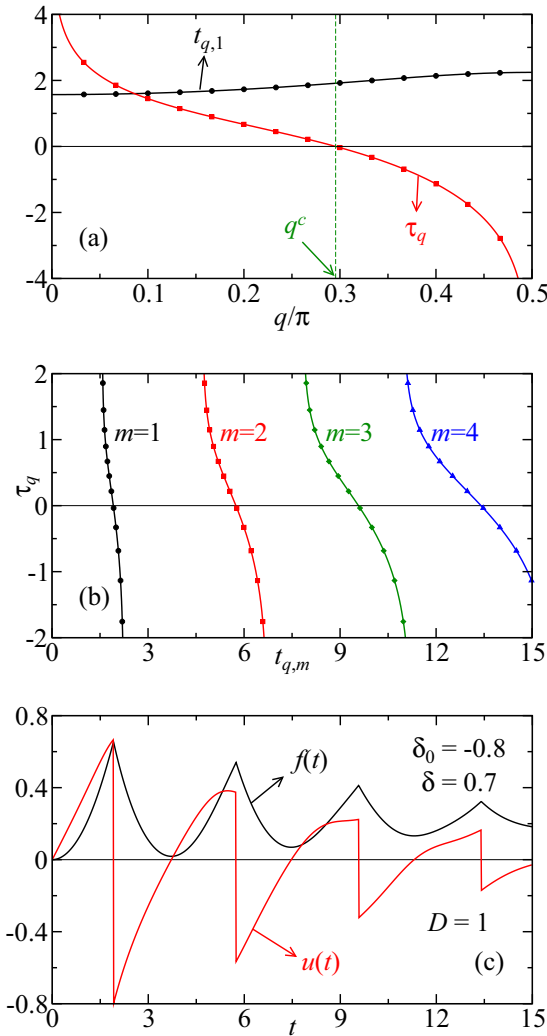 4
t_{q,1}
2
0
-2
(a)
q^c
τ_q
-4
0 0.1 0.2 0.3 0.4 0.5
q/π
2
m=1 m=2 m=3 m=4
1
τ_q
0
-1
(b)
-2
0 3 6 9 12 15
t_{q,m}
0.8
f(t)
δ_0 = -0.8
δ = 0.7
0.4
0
-0.4
D = 1
u(t)
(c)
-0.8
0 3 6 9 12 15
t